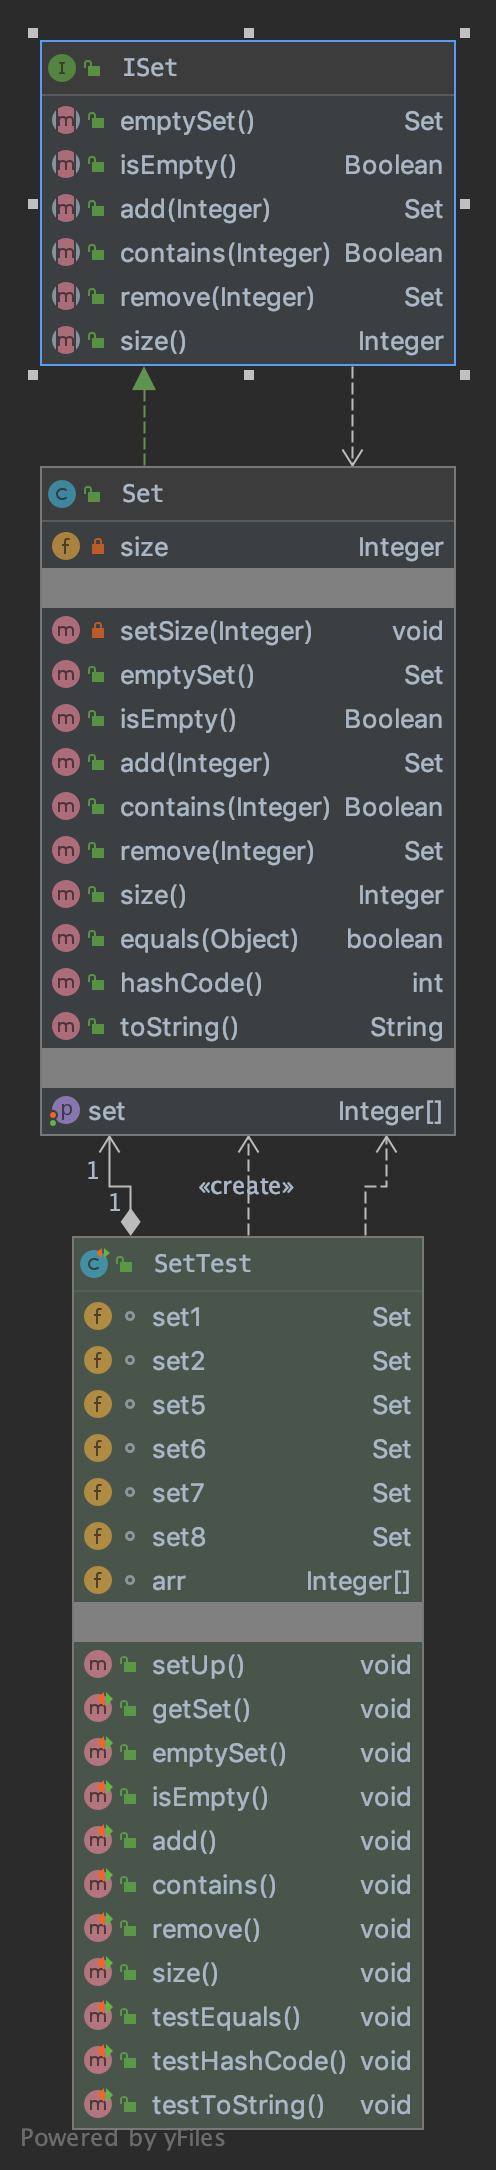 I ISet
m emptySet() Set
m isEmpty() Boolean
m add(Integer) Set
m contains(Integer) Boolean
m remove(Integer) Set
m size() Integer
C Set
f size Integer
m setSize(Integer) void
m emptySet() Set
m isEmpty() Boolean
m add(Integer) Set
m contains(Integer) Boolean
m remove(Integer) Set
m size() Integer
m equals(Object) boolean
m hashCode() int
m toString() String
p set Integer[]
1
«create»
1
C SetTest
f set1 Set
f set2 Set
f set5 Set
f set6 Set
f set7 Set
f set8 Set
f arr Integer[]
m setUp() void
m getSet() void
m emptySet() void
m isEmpty() void
m add() void
m contains() void
m remove() void
m size() void
m testEquals() void
m testHashCode() void
m testToString() void
Powered by yFiles